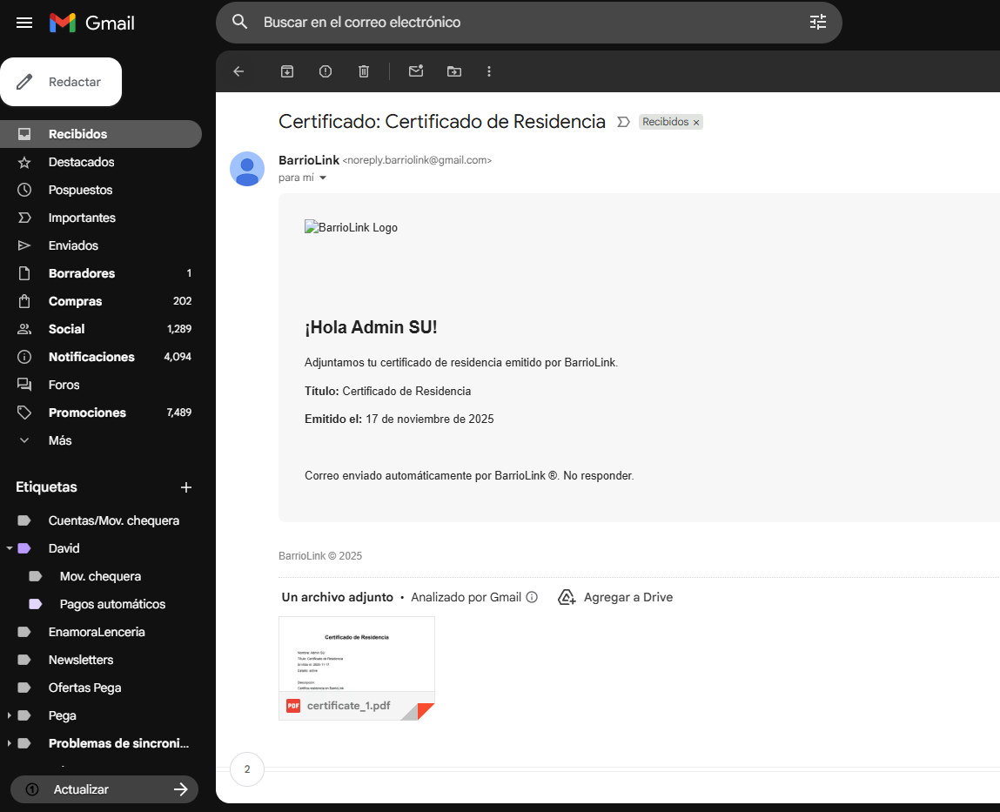 Gmail
Buscar en el correo electrónico
Redactar
Recibidos
Destacados
Pospuestos
Importantes
Enviados
Borradores 1
Compras 202
Social 1,289
Notificaciones 4,094
Foros
Promociones 7,489
Más
Etiquetas
Cuentas/Mov. chequera
David
Mov. chequera
Pagos automáticos
EnamoraLenceria
Newsletters
Ofertas Pega
Pega
Problemas de sincroni...
1 Actualizar
Certificado: Certificado de Residencia
Recibidos ×
BarrioLink <noreply.barriolink@gmail.com>
para mí
BarrioLink Logo
¡Hola Admin SU!
Adjuntamos tu certificado de residencia emitido por BarrioLink.
Título: Certificado de Residencia
Emitido el: 17 de noviembre de 2025
Correo enviado automáticamente por BarrioLink ®. No responder.
BarrioLink © 2025
Un archivo adjunto • Analizado por Gmail Agregar a Drive
Certificado de Residencia
Nombre: Admin SU
Título: Certificado de Residencia
Emitido el: 2025-11-17
Estado: active
Descripción:
Certifica residencia en BarrioLink
PDF certificate_1.pdf
2